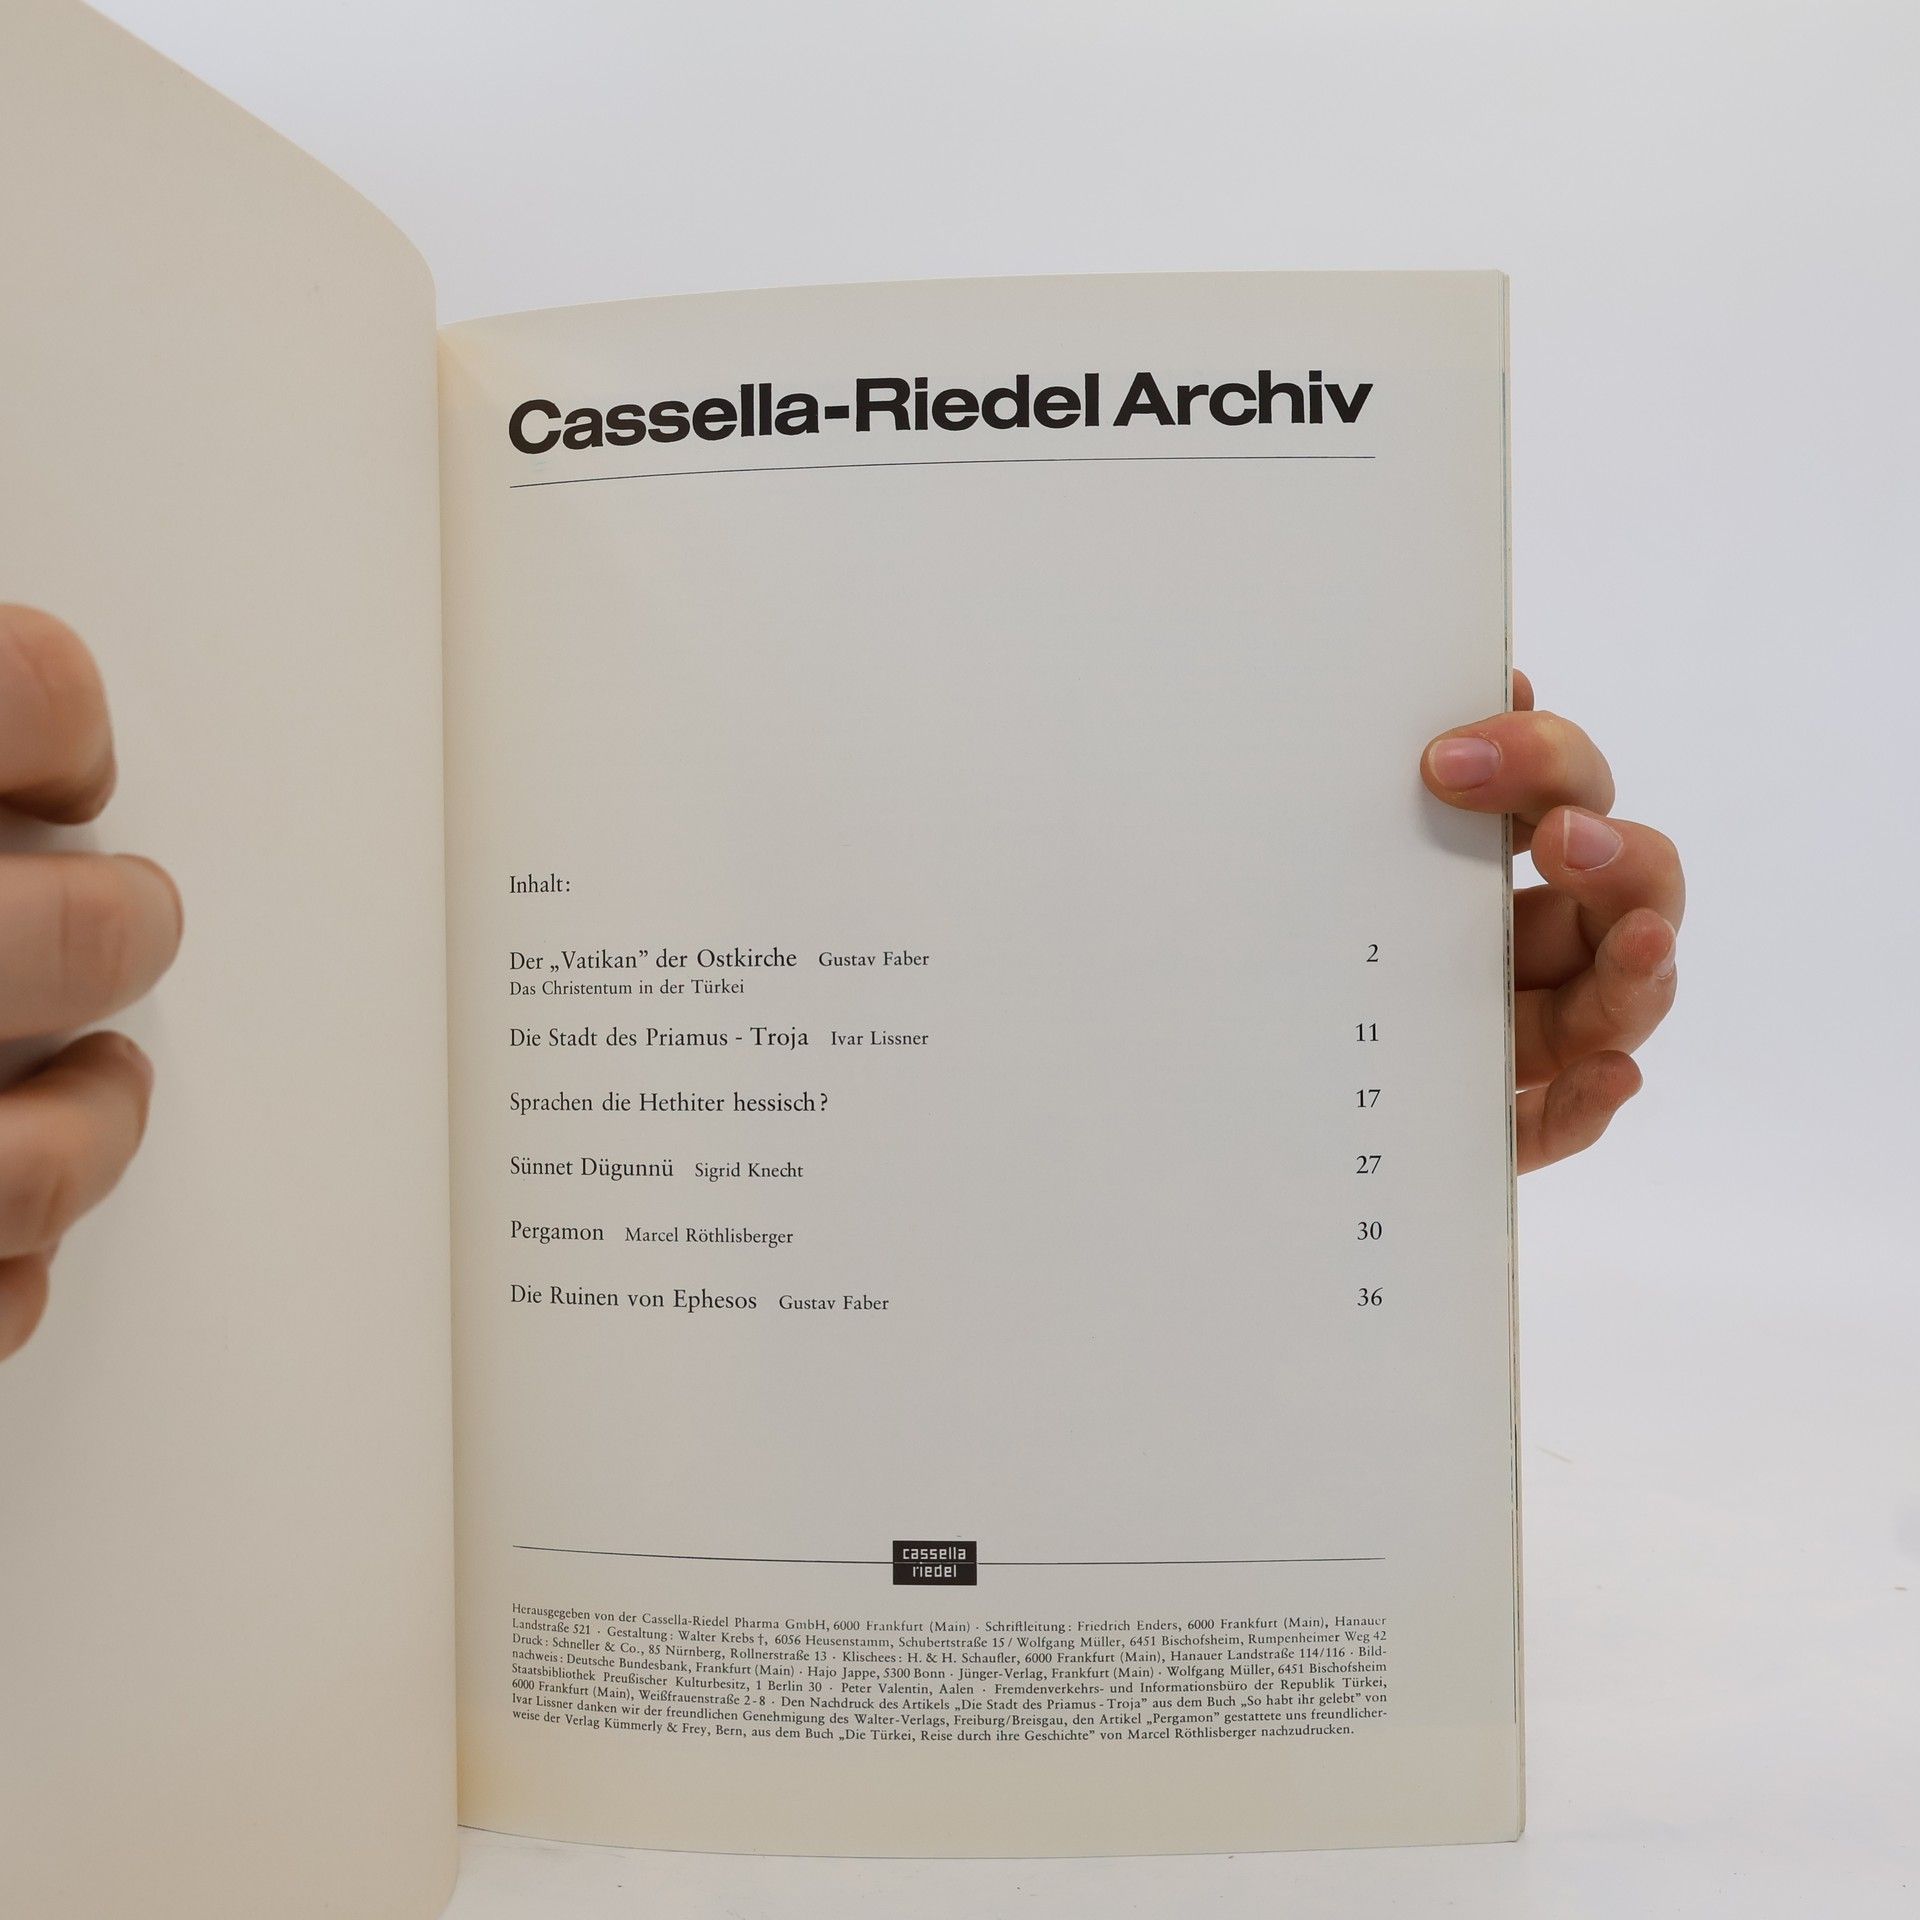 Cassella-Riedel Archiv
Inhalt:
Der „Vatikan” der Ostkirche Gustav Faber 2
Das Christentum in der Türkei
Die Stadt des Priamus - Troja Ivar Lissner 11
Sprachen die Hethiter hessisch? 17
Sünnet Dügunnü Sigrid Knecht 27
Pergamon Marcel Röthlisberger 30
Die Ruinen von Ephesos Gustav Faber 36
cassella
riedel
Herausgegeben von der Cassella-Riedel Pharma GmbH, 6000 Frankfurt (Main) · Schriftleitung: Friedrich Enders, 6000 Frankfurt (Main), Hanauer
Landstraße 521 · Gestaltung: Walter Krebs †, 6056 Heusenstamm, Schubertstraße 15 / Wolfgang Müller, 6451 Bischofsheim, Rumpenheimer Weg 42
Druck: Schneller & Co., 85 Nürnberg, Rollnerstraße 13 · Klischees: H. & H. Schaufler, 6000 Frankfurt (Main), Hanauer Landstraße 114/116 · Bild-
nachweis: Deutsche Bundesbank, Frankfurt (Main) · Hajo Jappe, 5300 Bonn · Jünger-Verlag, Frankfurt (Main) · Wolfgang Müller, 6451 Bischofsheim
Staatsbibliothek Preußischer Kulturbesitz, 1 Berlin 30 · Peter Valentin, Aalen · Fremdenverkehrs- und Informationsbüro der Republik Türkei,
6000 Frankfurt (Main), Weißfrauenstraße 2-8 · Den Nachdruck des Artikels „Die Stadt des Priamus - Troja” aus dem Buch „So habt ihr gelebt” von
Ivar Lissner danken wir der freundlichen Genehmigung des Walter-Verlags, Freiburg/Breisgau, den Artikel „Pergamon” gestattete uns freundlicher-
weise der Verlag Kümmerly & Frey, Bern, aus dem Buch „Die Türkei, Reise durch ihre Geschichte” von Marcel Röthlisberger nachzudrucken.